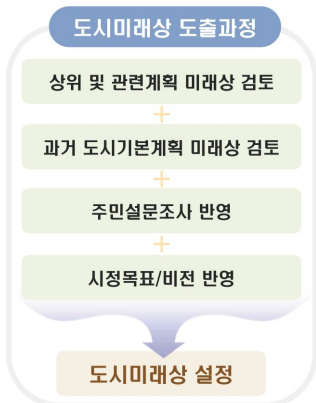 도시미래상 도출과정
상위 및 관련계획 미래상 검토
+
과거 도시기본계획 미래상 검토
+
주민설문조사 반영
+
시정목표/비전 반영
도시미래상 설정